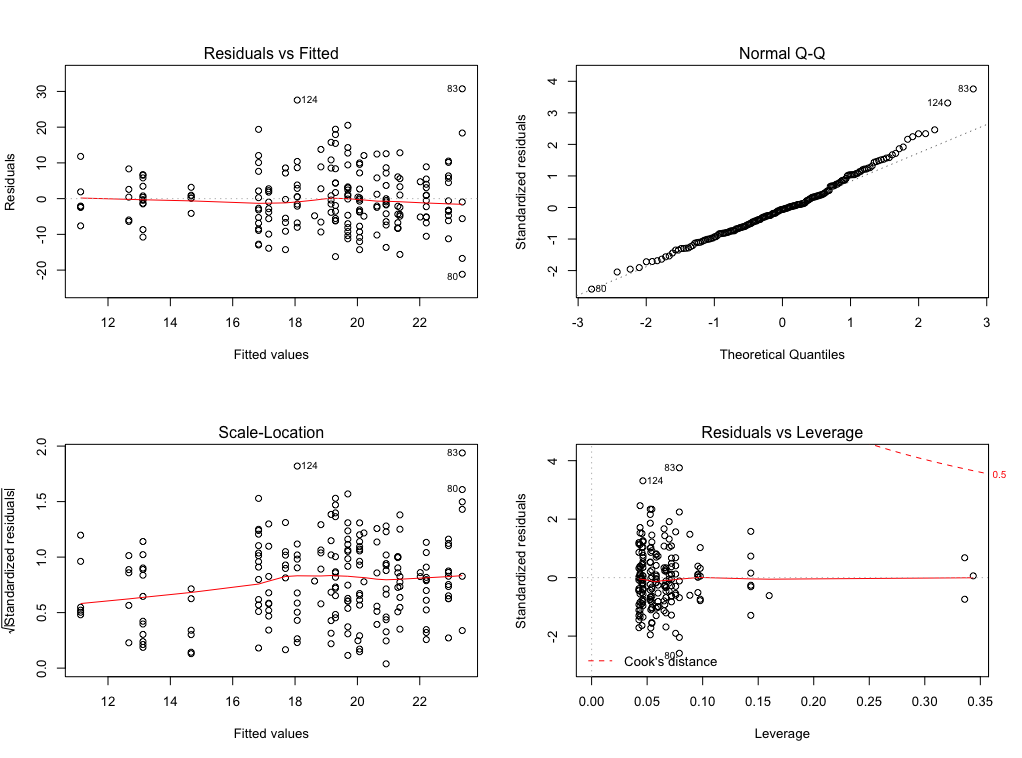 Residuals vs Fitted
Residuals
30
20
10
0
-10
-20
83
124
80
12 14 16 18 20 22
Fitted values
Normal Q-Q
Standardized residuals
4
3
2
1
0
-1
-2
83
124
80
-3 -2 -1 0 1 2 3
Theoretical Quantiles
Scale-Location
√|Standardized residuals|
2.0
1.5
1.0
0.5
0.0
83
124
80
12 14 16 18 20 22
Fitted values
Residuals vs Leverage
Standardized residuals
4
2
0
-2
83
124
0.5
80
Cook's distance
0.00 0.05 0.10 0.15 0.20 0.25 0.30 0.35
Leverage